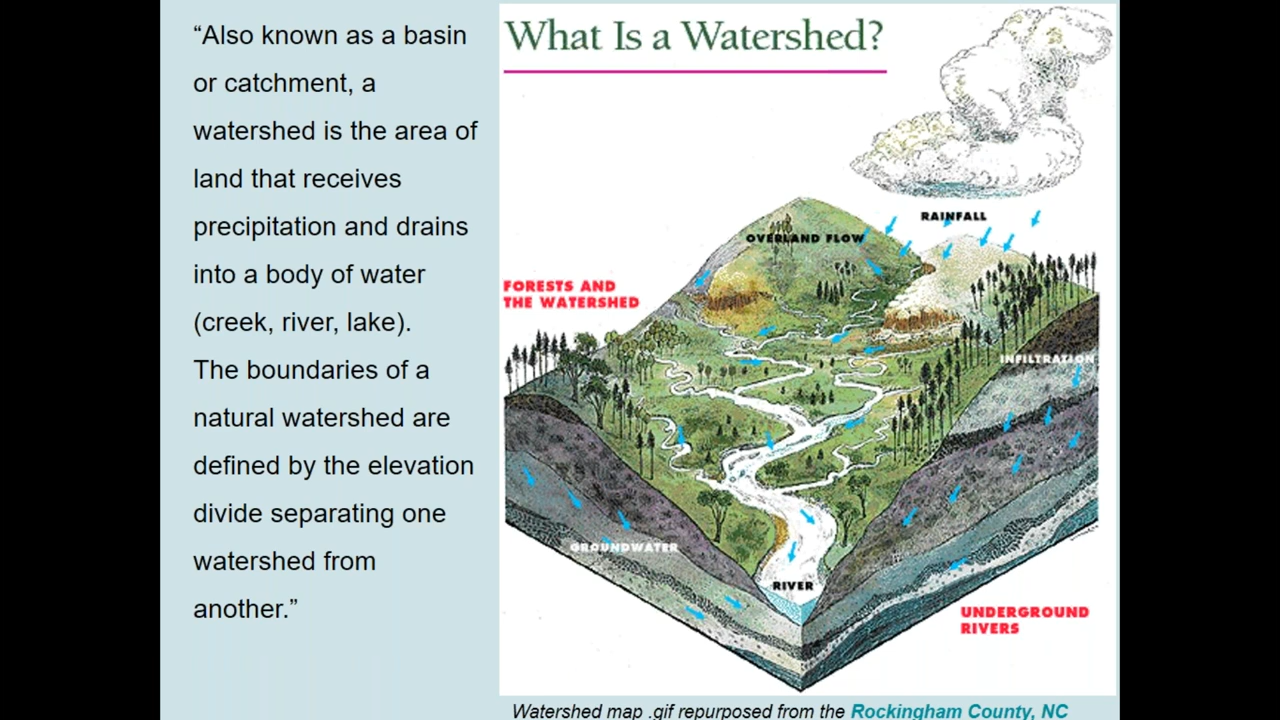 “Also known as a basin
or catchment, a
watershed is the area of
land that receives
precipitation and drains
into a body of water
(creek, river, lake).
The boundaries of a
natural watershed are
defined by the elevation
divide separating one
watershed from
another.”
What Is a Watershed?
RAINFALL
OVERLAND FLOW
FORESTS AND
THE WATERSHED
INFILTRATION
GROUNDWATER
RIVER
UNDERGROUND
RIVERS
Watershed map .gif repurposed from the Rockingham County, NC